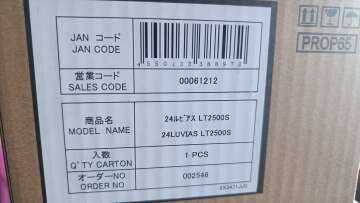 JAN コード
JAN CODE
営業コード
SALES CODE
00061212
PROP65
商品名
MODEL NAME
24ルビアス LT2500S
24LUVIAS LT2500S
入数
Q'TY CARTON
1 PCS
オーダーNO
ORDER NO
002546